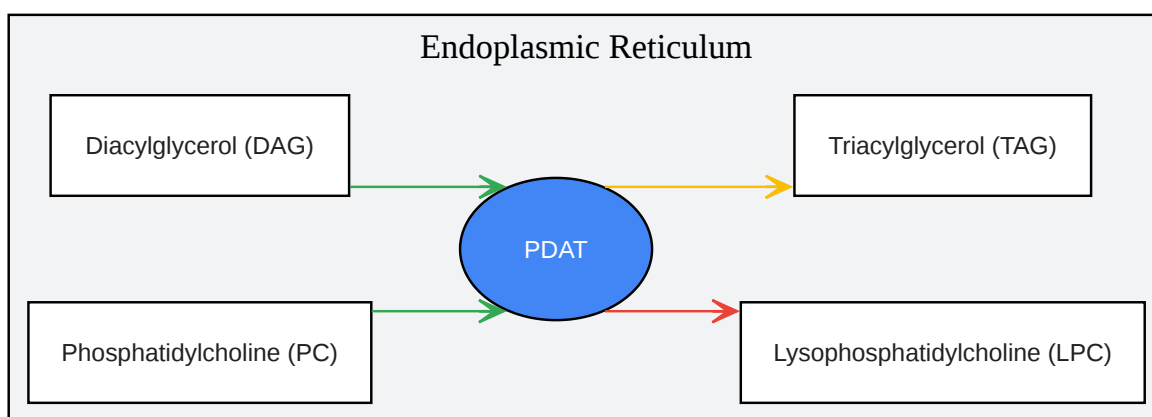 Endoplasmic Reticulum
Diacylglycerol (DAG)
Triacylglycerol (TAG)
PDAT
Phosphatidylcholine (PC)
Lysophosphatidylcholine (LPC)